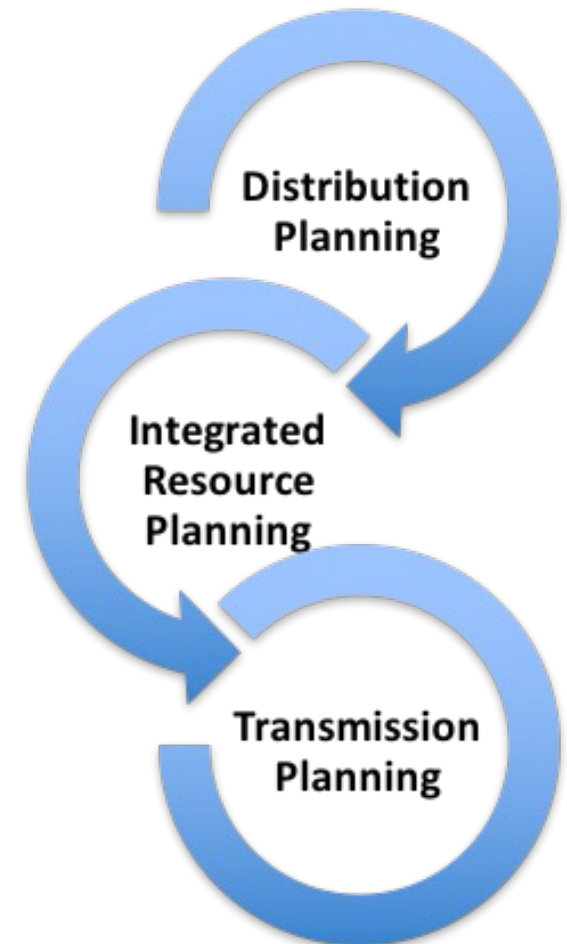 Distribution
Planning
Integrated
Resource
Planning
Transmission
Planning